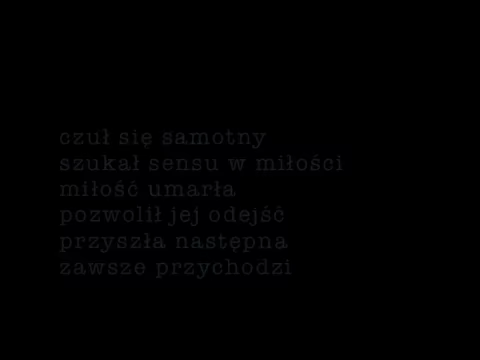 czuł się samotny
szukał sensu w miłości
miłość umarła
pozwolił jej odejść
przyszła następna
zawsze przychodzi